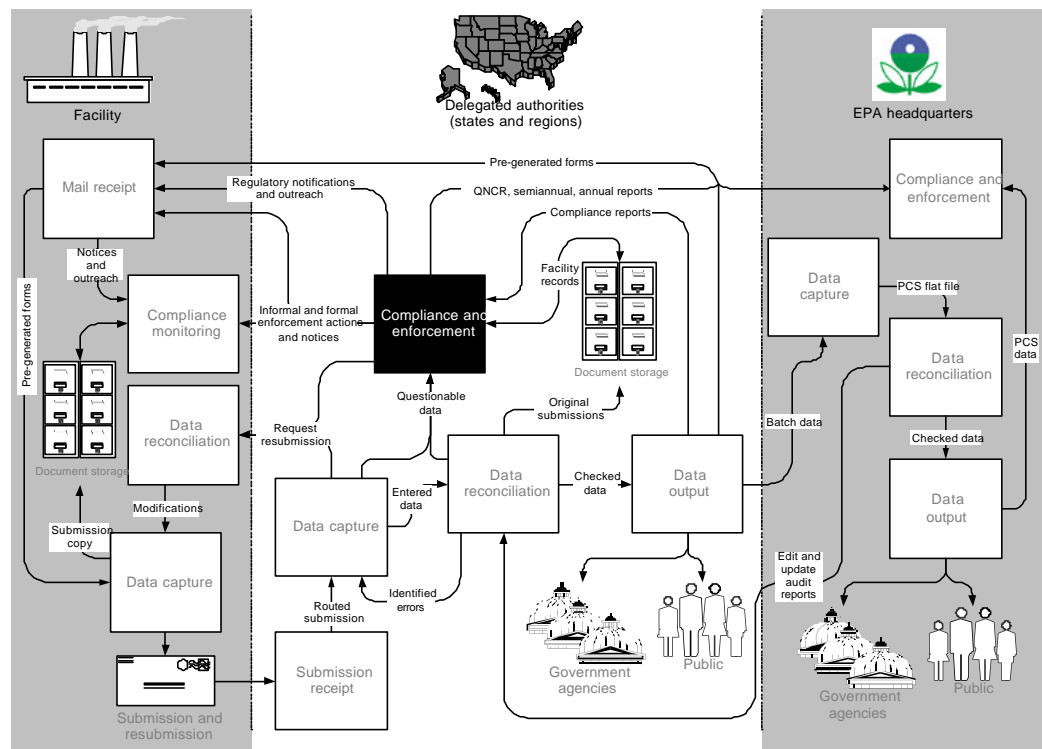 Facility
Delegated authorities
(states and regions)
EPA headquarters
Mail receipt
Pre-generated forms
Regulatory notifications
and outreach
QNCR, semiannual, annual reports
Compliance and
enforcement
Compliance reports
Notices
and
outreach
Facility
records
Data
capture
PCS flat file
Pre-generated forms
Compliance
monitoring
Informal and formal
enforcement actions
and notices
Compliance and
enforcement
Document storage
Data
reconciliation
PCS
data
Questionable
data
Original
submissions
Request
resubmission
Batch data
Data
reconciliation
Document storage
Checked data
Modifications
Submission
copy
Data capture
Entered
data
Data
reconciliation
Checked
data
Data
output
Data
output
Data capture
Identified
errors
Routed
submission
Edit and
update
audit
reports
Submission
receipt
Government
agencies
Public
Government
agencies
Public
Submission and
resubmission